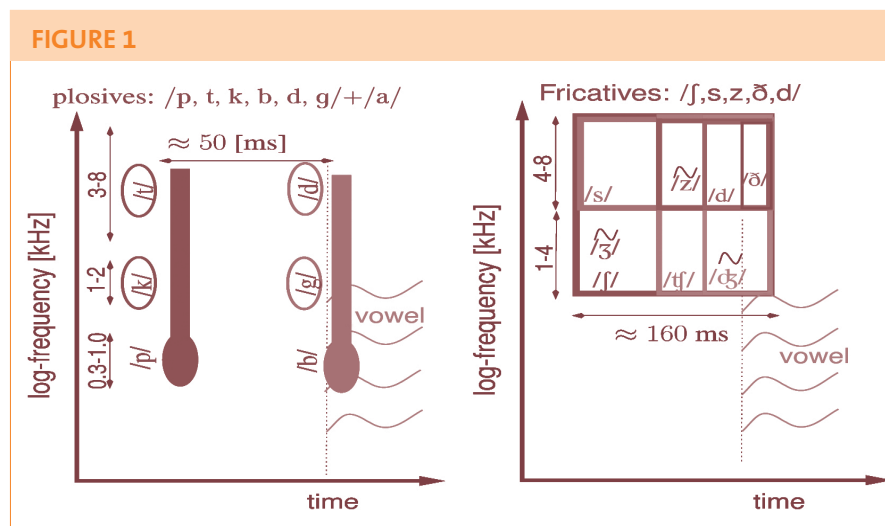 FIGURE 1
plosives: /p, t, k, b, d, g/+/a/
≈ 50 [ms]
log-frequency [kHz]
3-8
1-2
0.3-1.0
/t/
/k/
/p/
/d/
/g/
/b/
vowel
time
Fricatives: /ʃ,s,z,ð,d/
log-frequency [kHz]
4-8
1-4
/s/
/z/
/d/
/ð/
/ʒ/
/ʃ/
/tʃ/
/dʒ/
≈ 160 ms
vowel
time